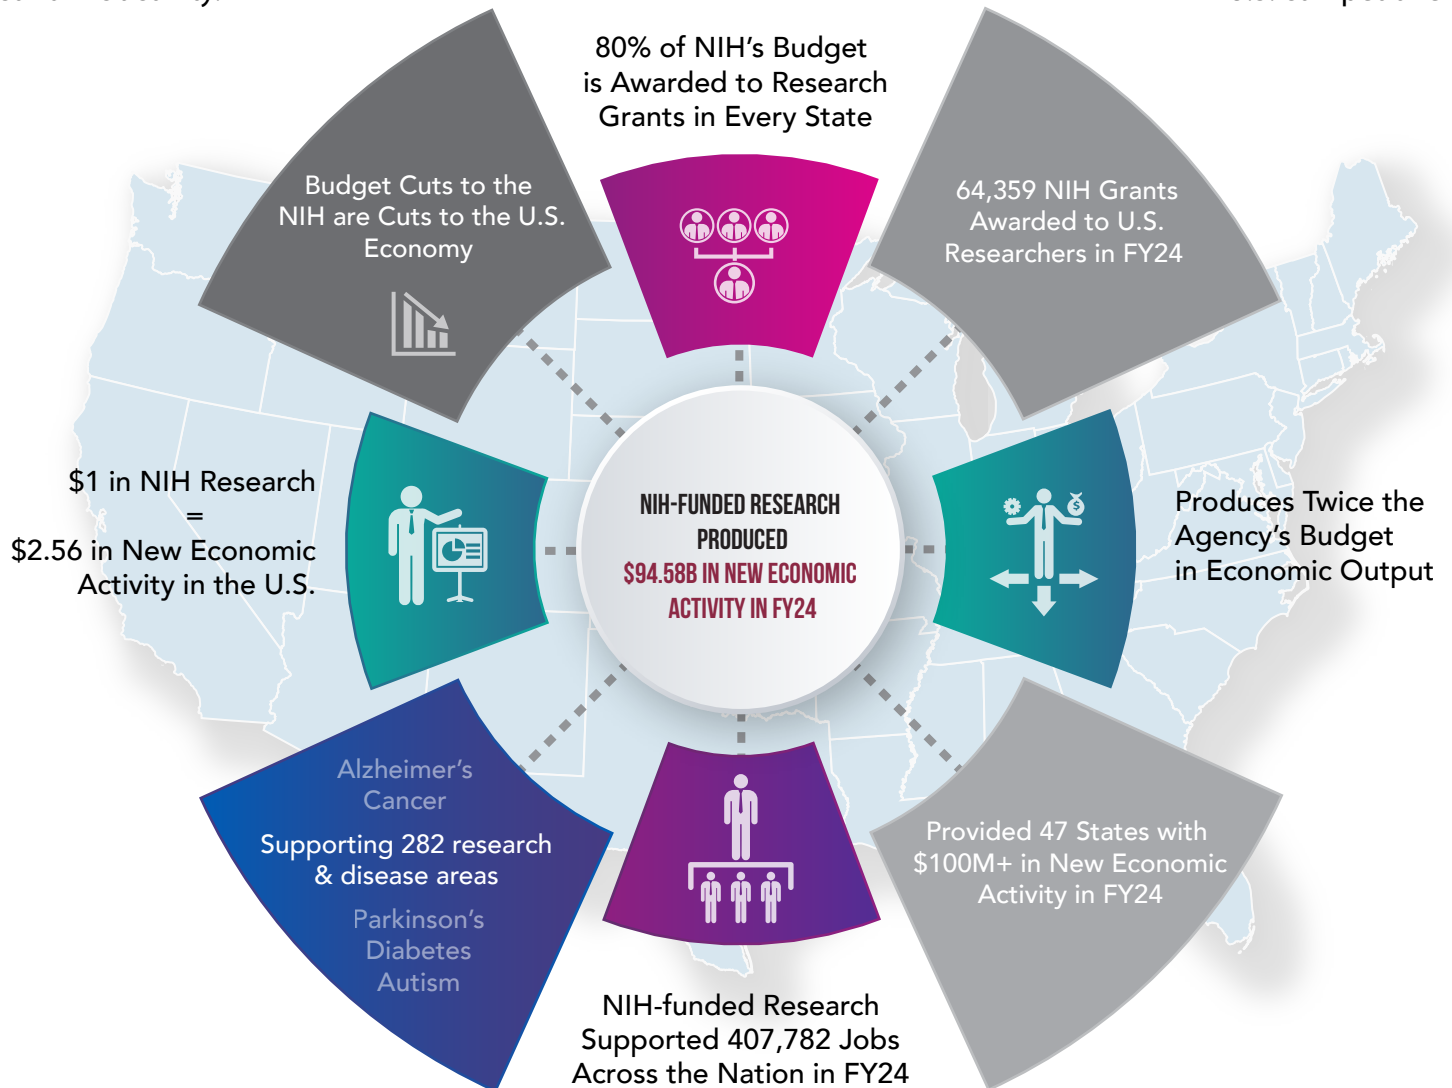 80% of NIH’s Budget
is Awarded to Research
Grants in Every State
Budget Cuts to the
NIH are Cuts to the U.S.
Economy
64,359 NIH Grants
Awarded to U.S.
Researchers in FY24
$1 in NIH Research
=
$2.56 in New Economic
Activity in the U.S.
NIH-FUNDED RESEARCH
PRODUCED
$94.58B IN NEW ECONOMIC
ACTIVITY IN FY24
$
Produces Twice the
Agency’s Budget
in Economic Output
Alzheimer’s
Cancer
Supporting 282 research
& disease areas
Parkinson’s
Diabetes
Autism
Provided 47 States with
$100M+ in New Economic
Activity in FY24
NIH-funded Research
Supported 407,782 Jobs
Across the Nation in FY24